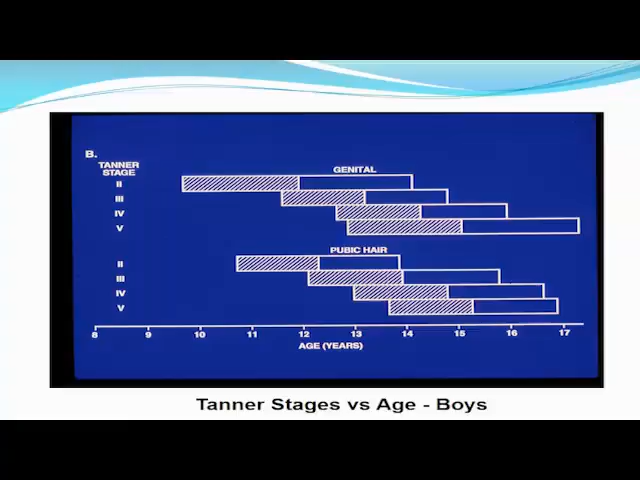 B.
TANNER
STAGE
GENITAL
II
III
IV
V
PUBIC HAIR
II
III
IV
V
8 9 10 11 12 13 14 15 16 17
AGE (YEARS)
Tanner Stages vs Age - Boys